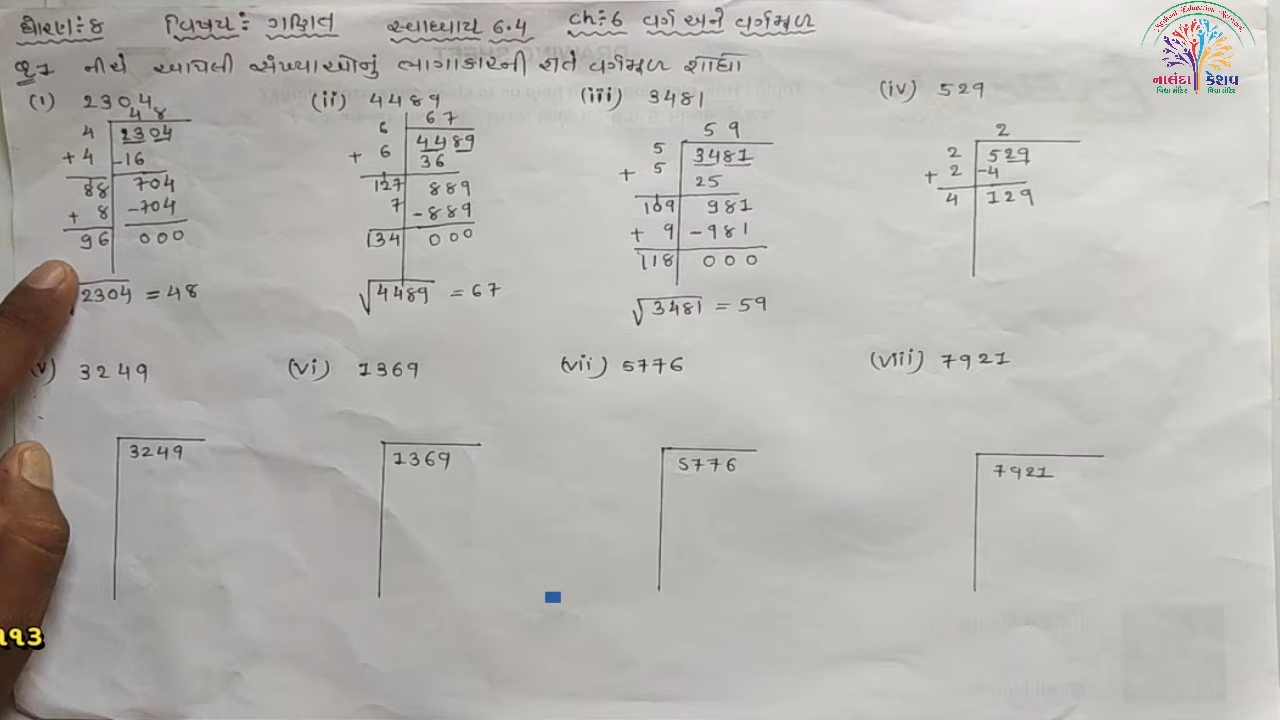 ધોરણ:- ૪ વિષય:- ગણિત સ્વાધ્યાય 6.4 ch:-6 વર્ગ અને વર્ગમૂળ
પ્ર 1 નીચે આપેલી સંખ્યાઓનું ભાગાકારની રીતે વર્ગમૂળ શોધો
(i) 2304 (ii) 4489 (iii) 3481 (iv) 529
48 67 59 2
4 2304 6 4489 5 3481 2 529
+ 4 -16 + 6 36 + 5 25 + 2 -4
88 704 127 889 109 981 4 129
+ 8 -704 7 -889 + 9 -981
96 000 134 000 118 000
√2304 = 48 √4489 = 67 √3481 = 59
(v) 3249 (vi) 1369 (vii) 5776 (viii) 7921
3249 1369 5776 7921
નાલંદા કેશવ
વિદ્યા મંદિર વિદ્યા મંદિર
૧૧૩